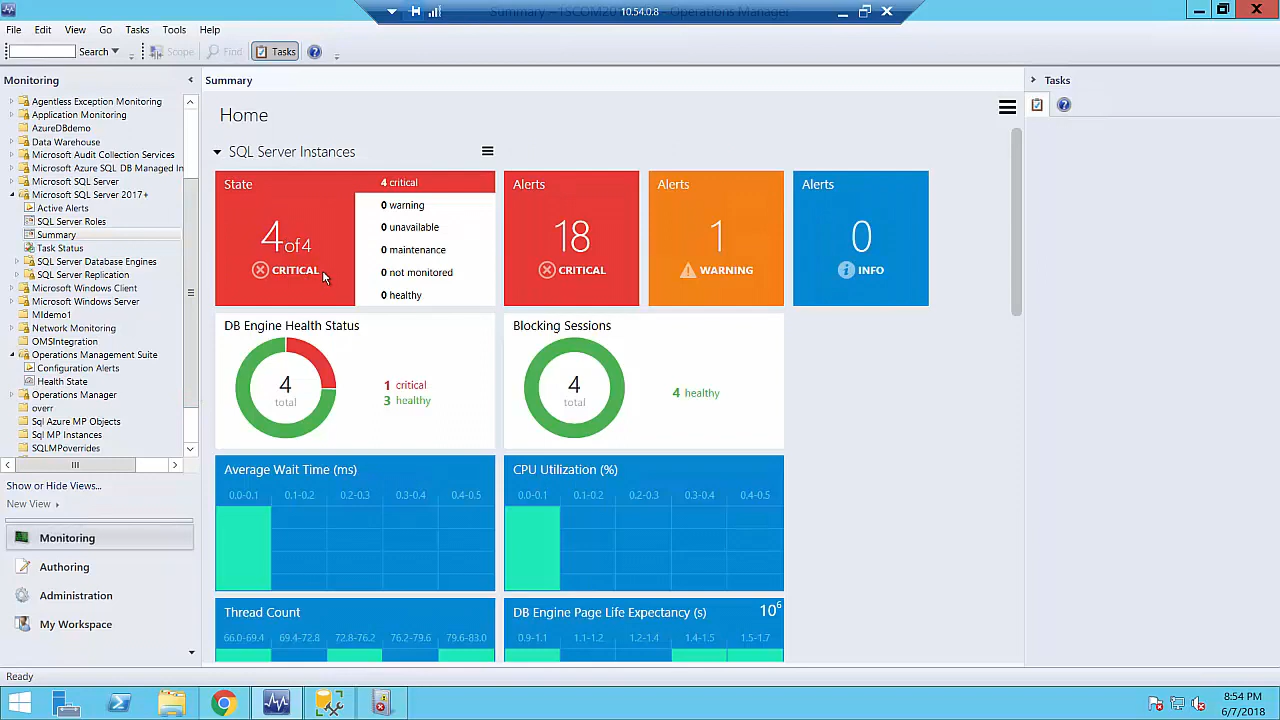 Summary - TSCOM20 10.54.0.8 - Operations Manager
File Edit View Go Tasks Tools Help
Search Scope Find Tasks
Monitoring
Agentless Exception Monitoring
Application Monitoring
AzureDBdemo
Data Warehouse
Microsoft Audit Collection Services
Microsoft Azure SQL DB Managed In
Microsoft SQL Server
Microsoft SQL Server 2017+
Active Alerts
SQL Server Roles
Summary
Task Status
SQL Server Database Engines
SQL Server Replication
Microsoft Windows Client
Microsoft Windows Server
MIdemo1
Network Monitoring
OMSIntegration
Operations Management Suite
Configuration Alerts
Health State
Operations Manager
overr
Sql Azure MP Objects
Sql MP Instances
SQLMPoverrides
Show or Hide Views...
New View
Monitoring
Authoring
Administration
My Workspace
Summary
Home
SQL Server Instances
State
4 of 4
CRITICAL
4 critical
0 warning
0 unavailable
0 maintenance
0 not monitored
0 healthy
Alerts
18
CRITICAL
Alerts
1
WARNING
Alerts
0
INFO
DB Engine Health Status
4
total
1 critical
3 healthy
Blocking Sessions
4
total
4 healthy
Average Wait Time (ms)
0.0-0.1 0.1-0.2 0.2-0.3 0.3-0.4 0.4-0.5
CPU Utilization (%)
0.0-0.1 0.1-0.2 0.2-0.3 0.3-0.4 0.4-0.5
Thread Count
66.0-69.4 69.4-72.8 72.8-76.2 76.2-79.6 79.6-83.0
DB Engine Page Life Expectancy (s) 10⁶
0.9-1.1 1.1-1.2 1.2-1.4 1.4-1.5 1.5-1.7
Tasks
Ready
8:54 PM
6/7/2018